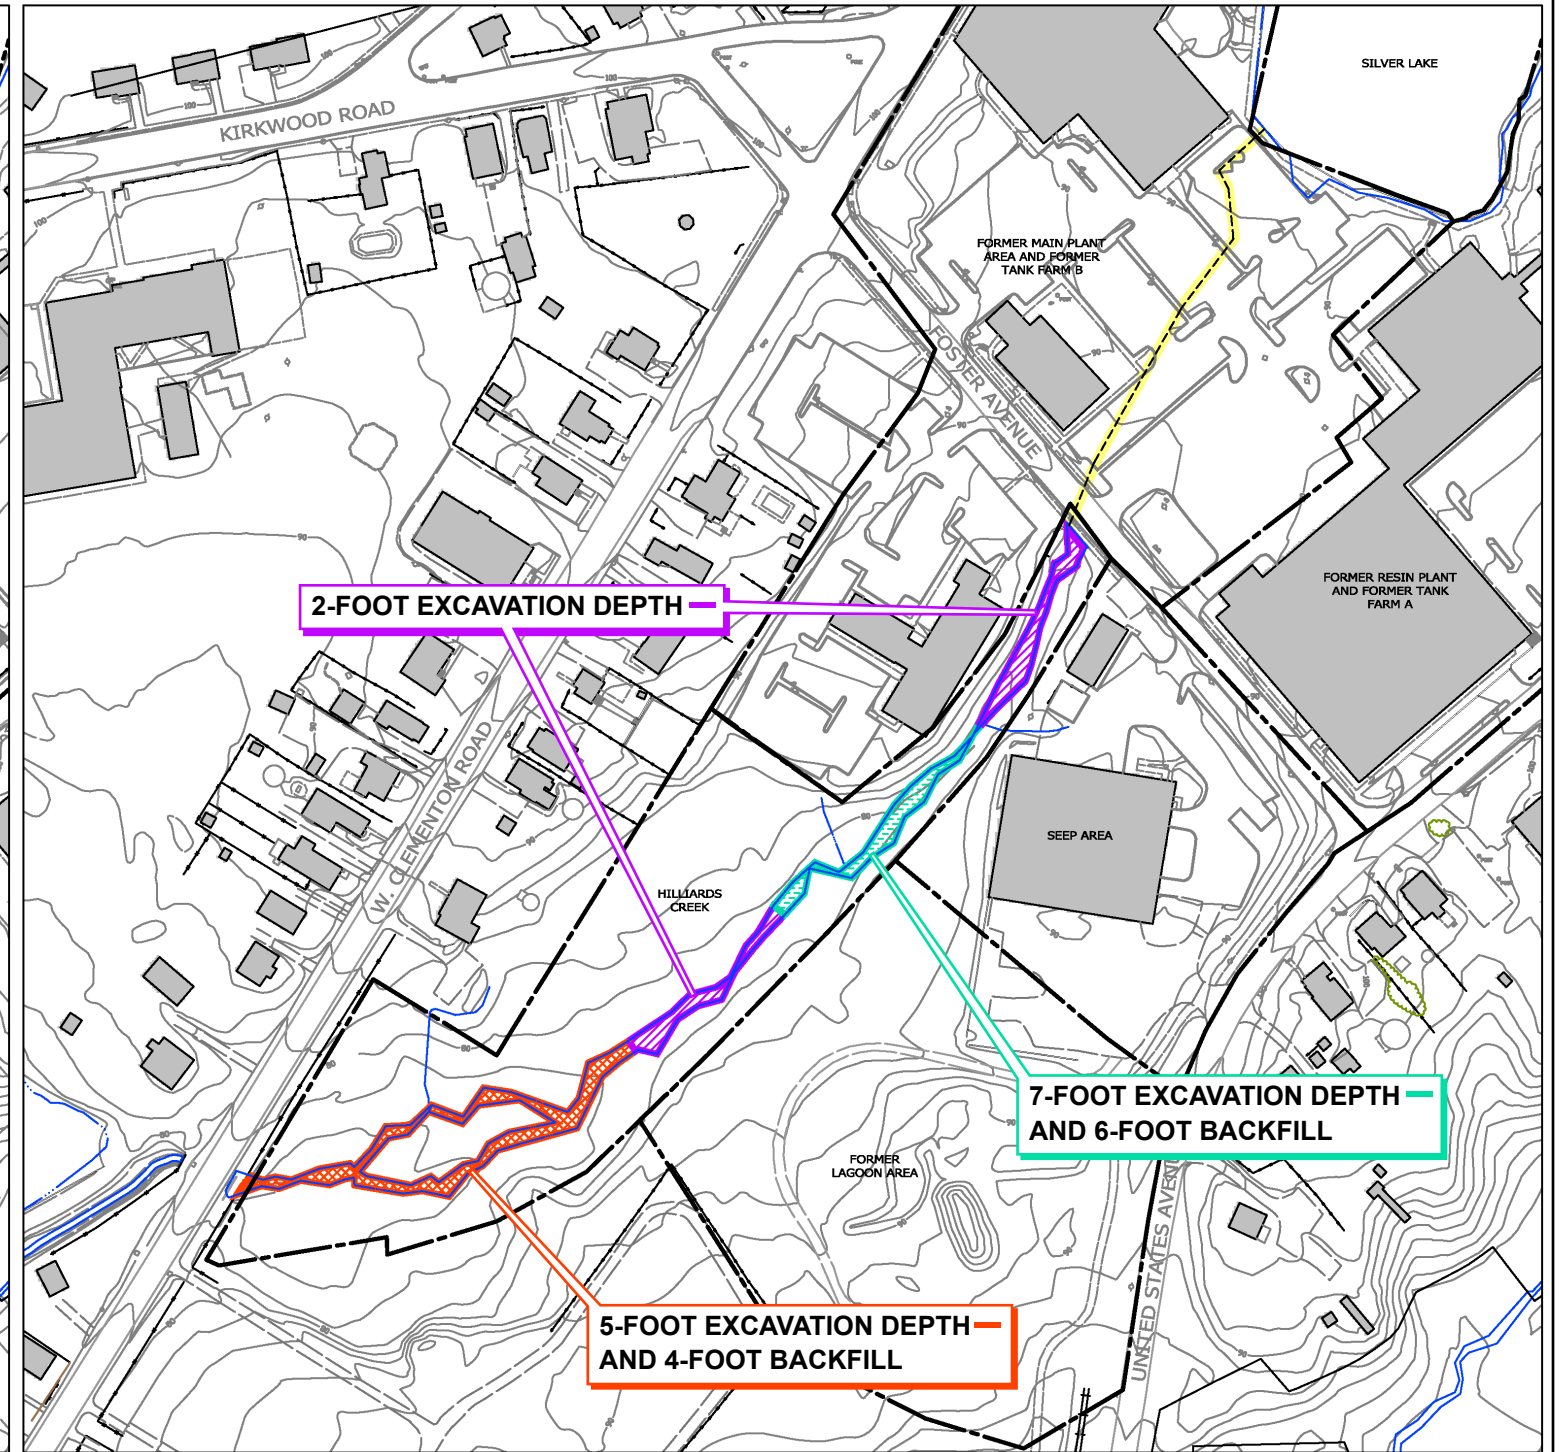 SILVER LAKE
KIRKWOOD ROAD
FORMER MAIN PLANT
AREA AND FORMER
TANK FARM B
FOSTER AVENUE
FORMER RESIN PLANT
AND FORMER TANK
FARM A
2-FOOT EXCAVATION DEPTH
W. CLEMENTON ROAD
SEEP AREA
HILLIARDS
CREEK
7-FOOT EXCAVATION DEPTH
AND 6-FOOT BACKFILL
FORMER
LAGOON AREA
UNITED STATES AVENUE
5-FOOT EXCAVATION DEPTH
AND 4-FOOT BACKFILL